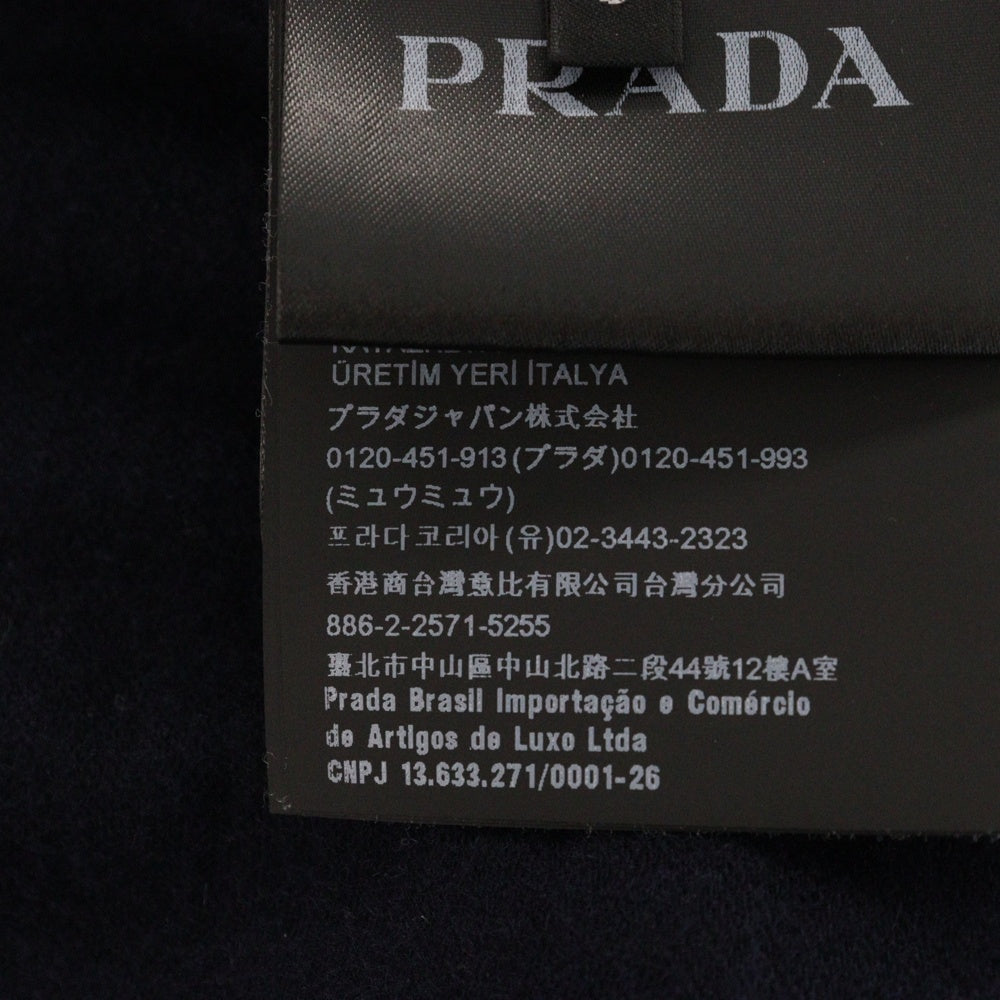 PRADA
ÜRETİM YERİ İTALYA
プラダジャパン株式会社
0120-451-913(プラダ)0120-451-993
(ミュウミュウ)
프라다코리아(유)02-3443-2323
香港商台灣意比有限公司台灣分公司
886-2-2571-5255
臺北市中山區中山北路二段44號12樓A室
Prada Brasil Importação e Comércio
de Artigos de Luxo Ltda
CNPJ 13.633.271/0001-26